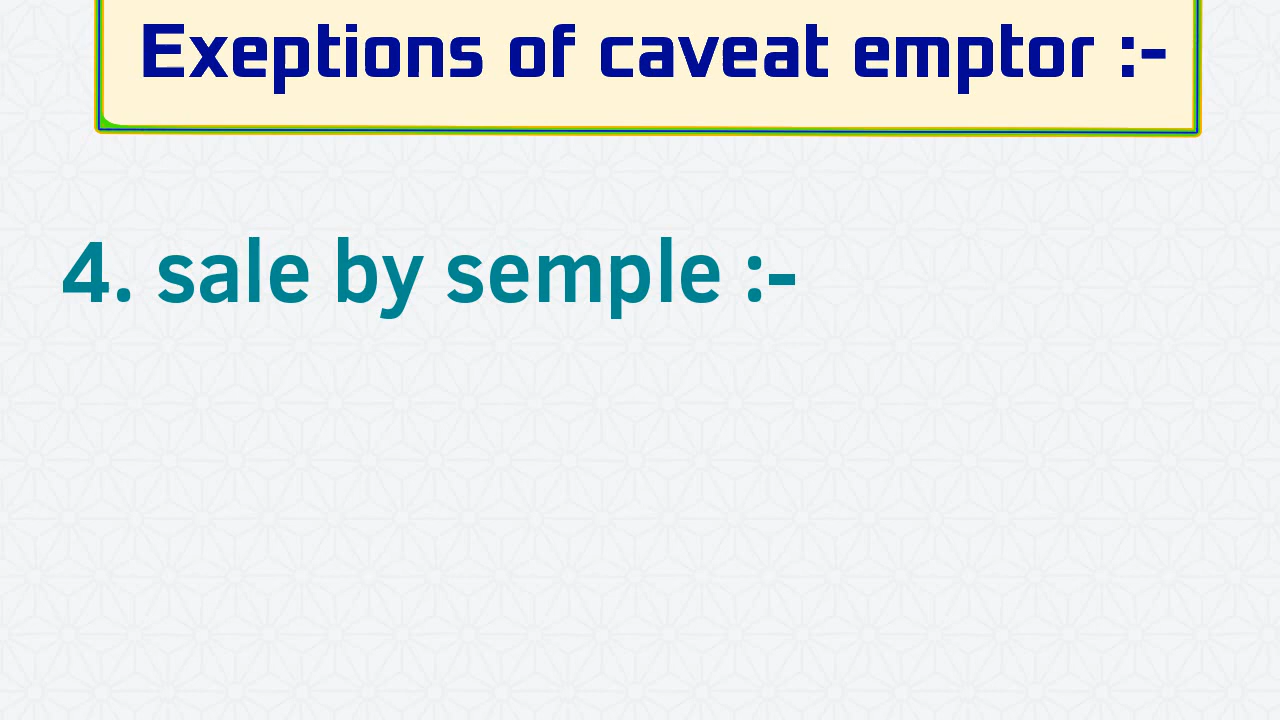 Exeptions of caveat emptor :-
4. sale by semple :-